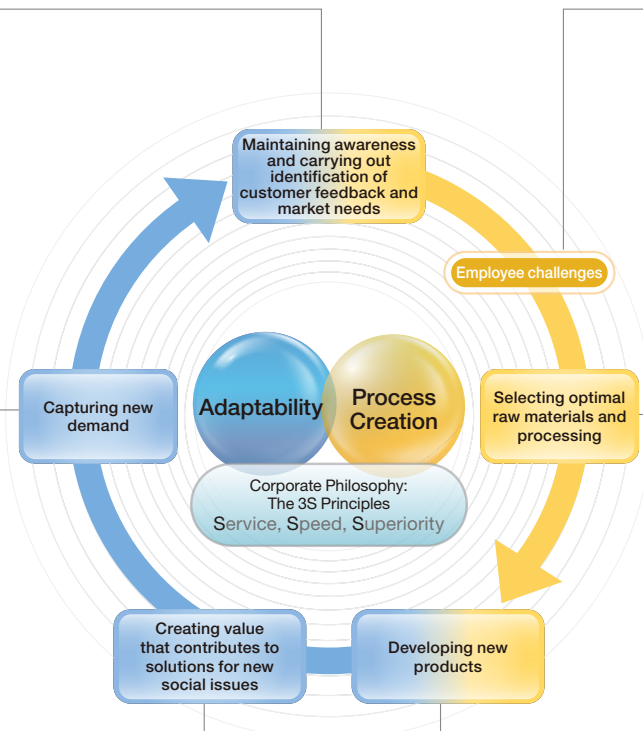 Maintaining awareness
and carrying out
identification of
customer feedback and
market needs
Employee challenges
Capturing new
demand
Adaptability
Process
Creation
Selecting optimal
raw materials and
processing
Corporate Philosophy:
The 3S Principles
Service, Speed, Superiority
Creating value
that contributes to
solutions for new
social issues
Developing new
products